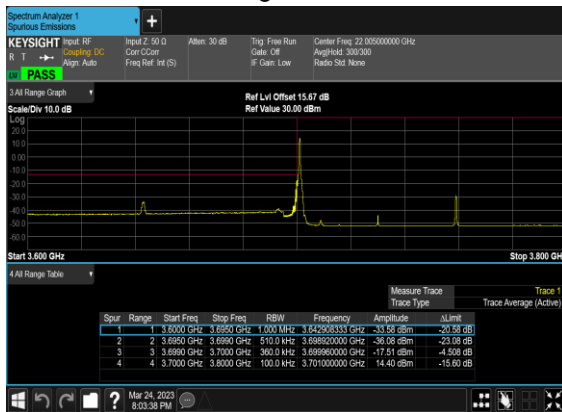 Spectrum Analyzer 1
Spurious Emissions
KEYSIGHT Input: RF
R T Coupling: DC
Align: Auto
Input Z: 50 Ω
Corr CCorr
Freq Ref: Int (S)
Atten: 30 dB
Trig: Free Run
Gate: Off
IF Gain: Low
Center Freq: 22.005000000 GHz
Avg|Hold: 300/300
Radio Std: None
PASS
3 All Range Graph
Scale/Div 10.0 dB
Ref Lvl Offset 15.67 dB
Ref Value 30.00 dBm
Log
20.0
10.0
0.00
-10.0
-20.0
-30.0
-40.0
-50.0
-60.0
Start 3.600 GHz
Stop 3.800 GH
4 All Range Table
Measure Trace Trace 1
Trace Type Trace Average (Active)
Spur Range Start Freq Stop Freq RBW Frequency Amplitude ΔLimit
1 1 3.6000 GHz 3.6950 GHz 1.000 MHz 3.642908333 GHz -33.58 dBm -20.58 dB
2 2 3.6950 GHz 3.6990 GHz 510.0 kHz 3.698920000 GHz -36.08 dBm -23.08 dB
3 3 3.6990 GHz 3.7000 GHz 360.0 kHz 3.699960000 GHz -17.51 dBm -4.508 dB
4 4 3.7000 GHz 3.8000 GHz 100.0 kHz 3.701000000 GHz 14.40 dBm -15.60 dB
?
Mar 24, 2023
8:03:38 PM